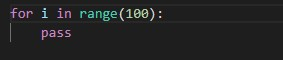 for i in range(100):
    pass